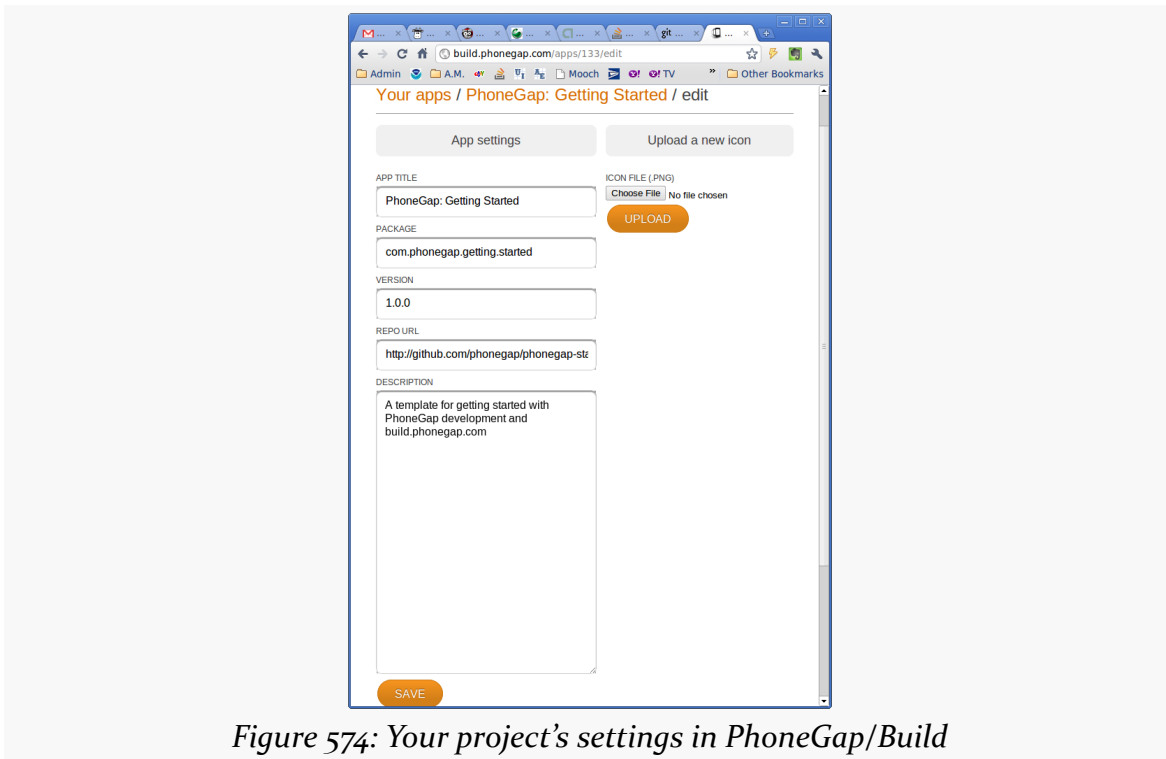 M ... × ... × ... × ... × ... × ... × git ... × ... ×
build.phonegap.com/apps/133/edit
Admin A.M. Mooch TV » Other Bookmarks
Your apps / PhoneGap: Getting Started / edit
App settings
Upload a new icon
APP TITLE
PhoneGap: Getting Started
PACKAGE
com.phonegap.getting.started
VERSION
1.0.0
REPO URL
http://github.com/phonegap/phonegap-sta
DESCRIPTION
A template for getting started with
PhoneGap development and
build.phonegap.com
SAVE
ICON FILE (.PNG)
Choose File No file chosen
UPLOAD
Figure 574: Your project's settings in PhoneGap/Build